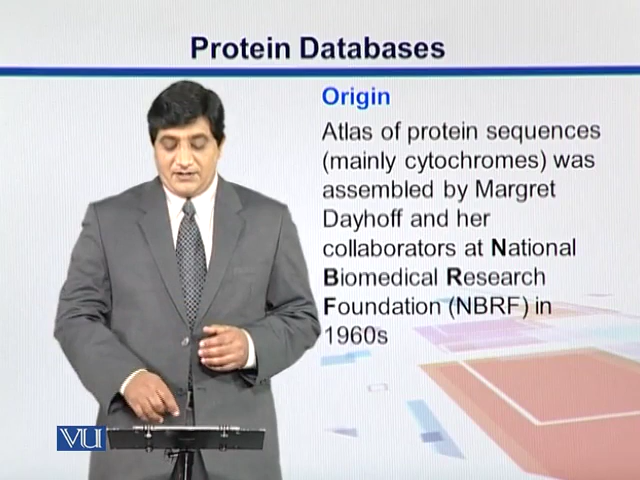 Protein Databases
Origin
Atlas of protein sequences
(mainly cytochromes) was
assembled by Margret
Dayhoff and her
collaborators at National
Biomedical Research
Foundation (NBRF) in
1960s
VU